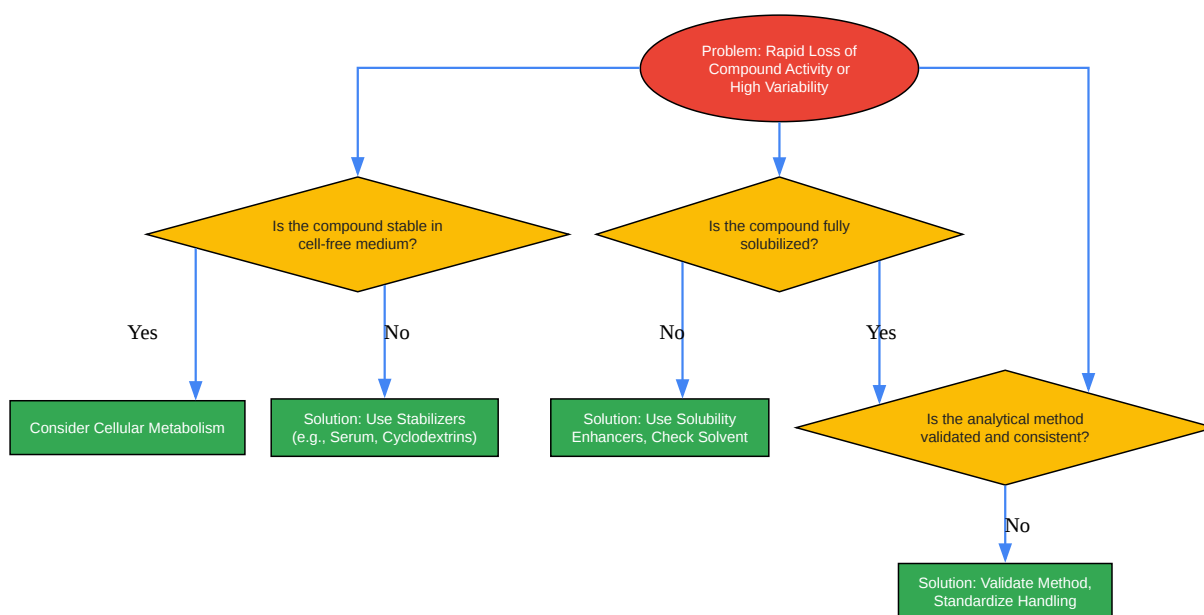 Problem: Rapid Loss of
Compound Activity or
High Variability
Is the compound stable in
cell-free medium?
Is the compound fully
solubilized?
Yes
No
No
Yes
Consider Cellular Metabolism
Solution: Use Stabilizers
(e.g., Serum, Cyclodextrins)
Solution: Use Solubility
Enhancers, Check Solvent
Is the analytical method
validated and consistent?
No
Solution: Validate Method,
Standardize Handling